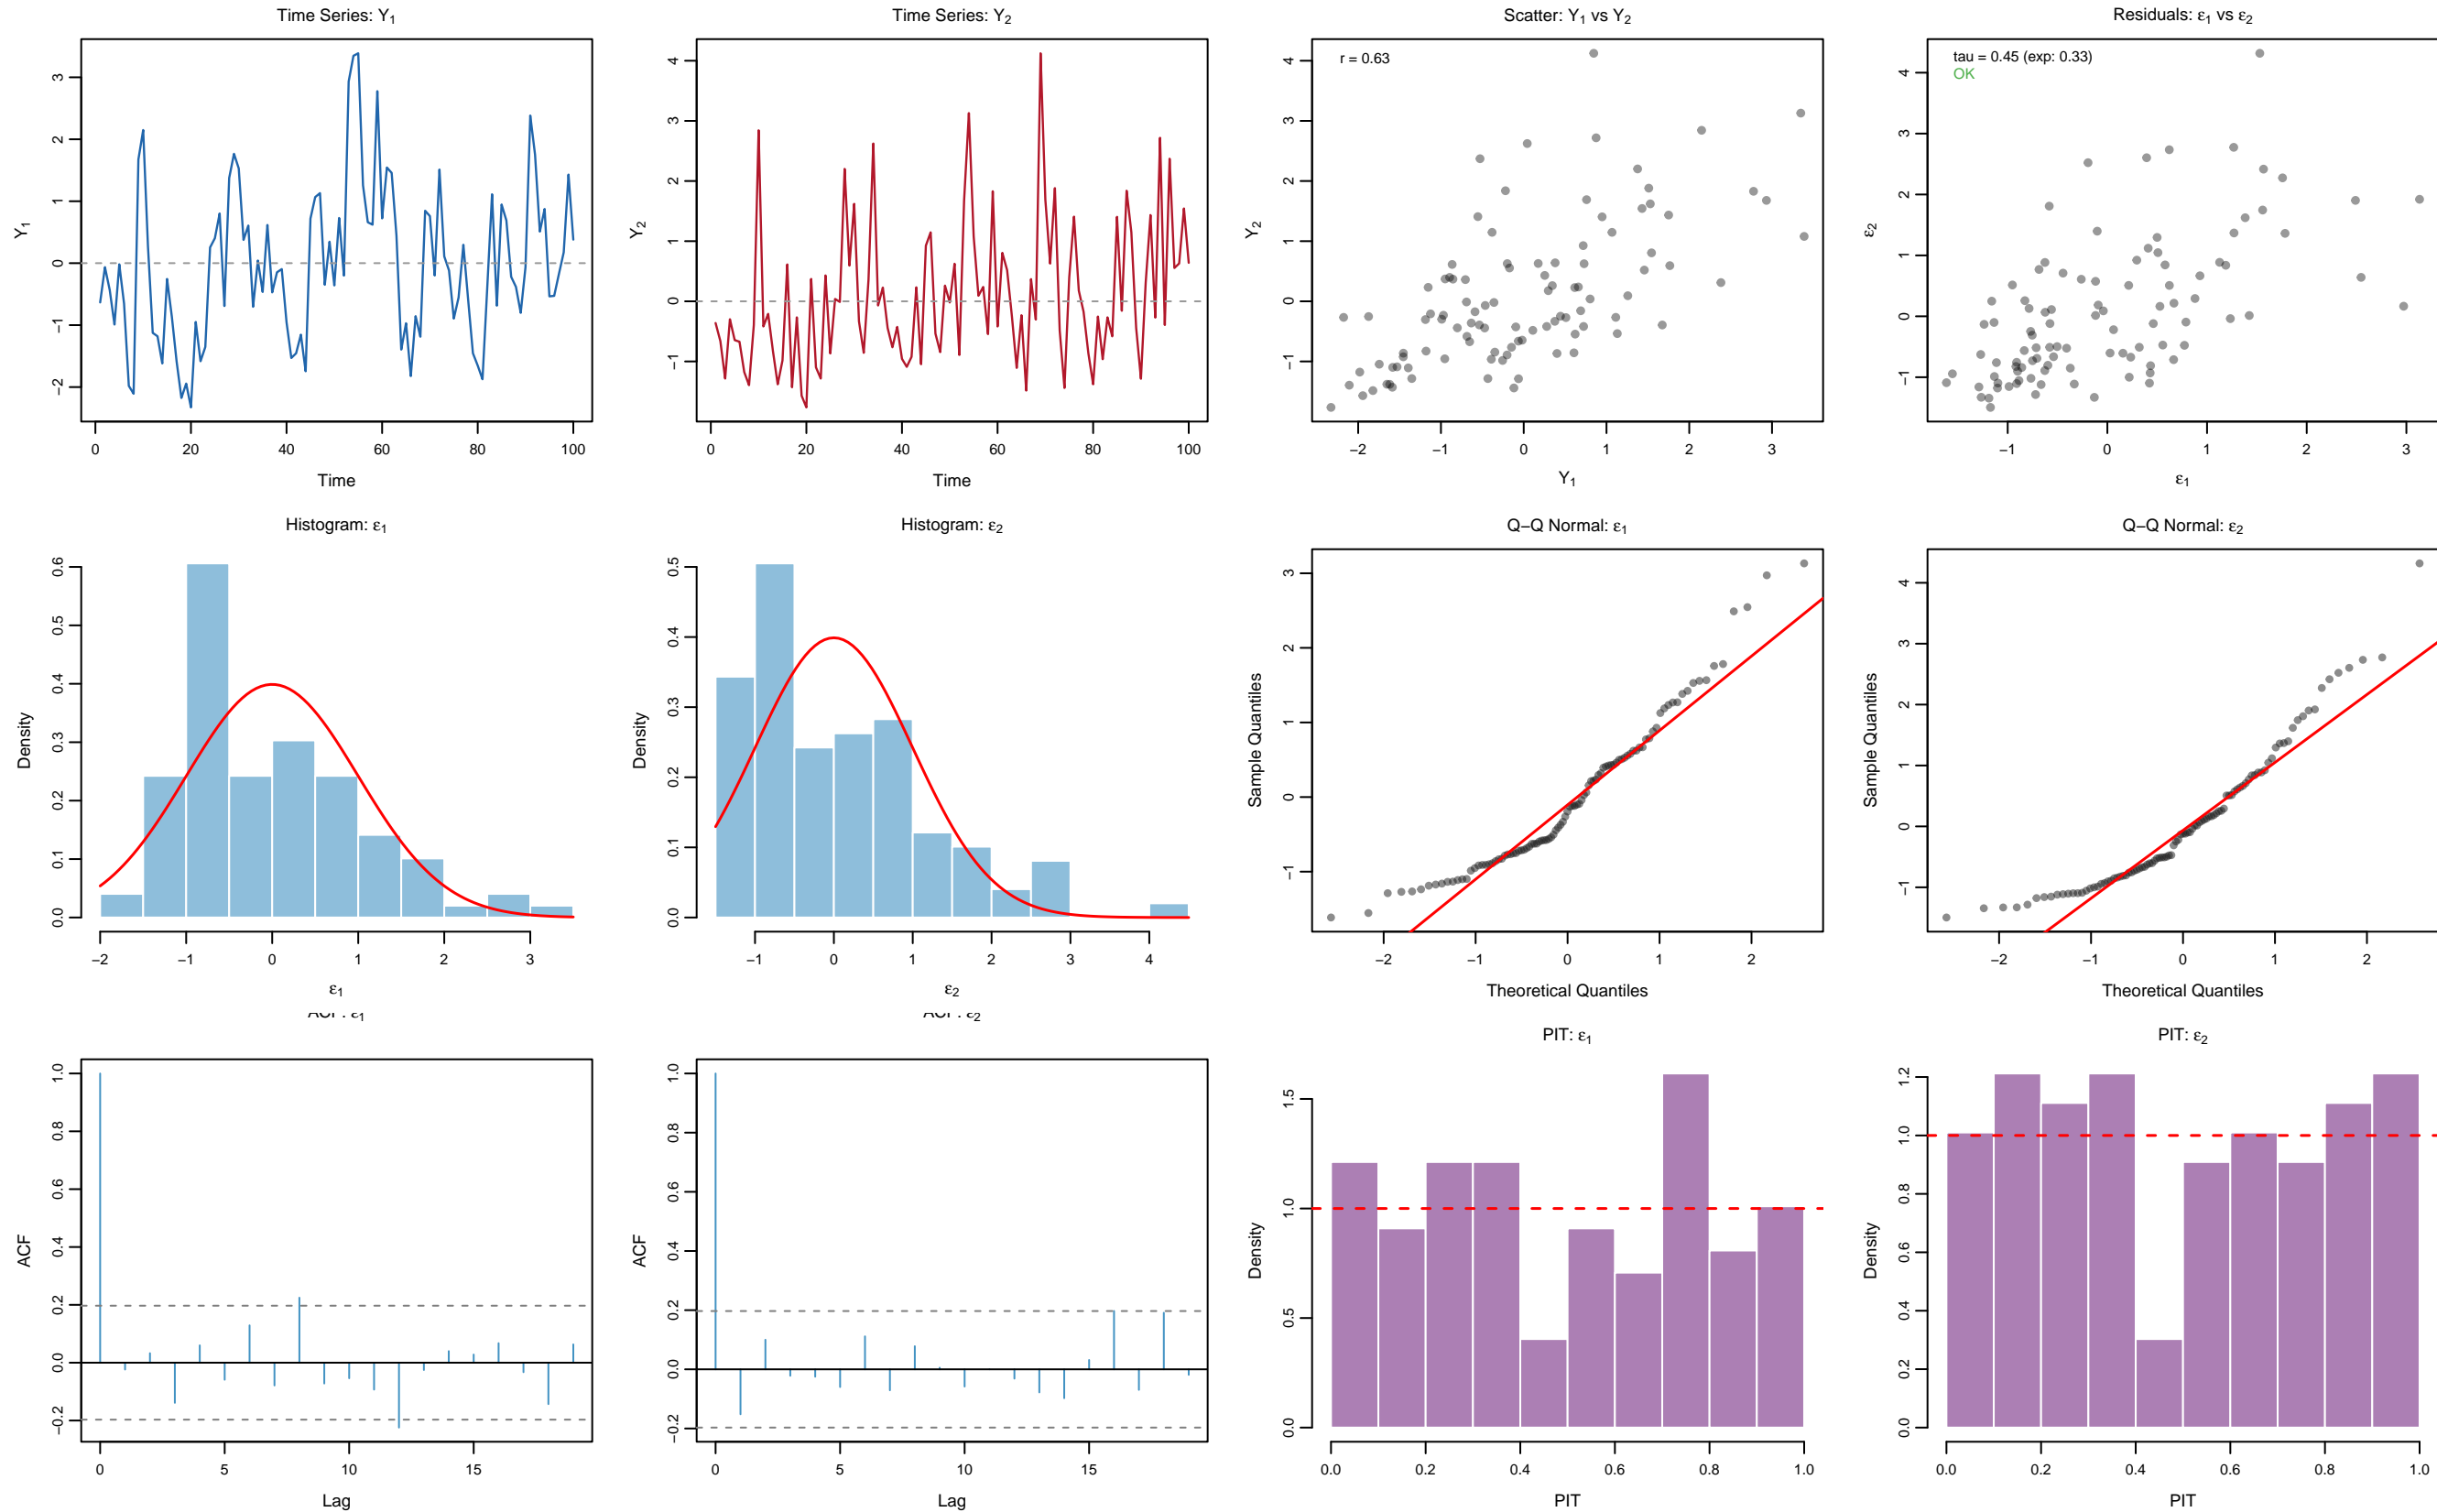 Time Series: Y1
3
2
1
0
−1
−2
Y1
0 20 40 60 80 100
Time
Time Series: Y2
4
3
2
1
0
−1
Y2
0 20 40 60 80 100
Time
Scatter: Y1 vs Y2
r = 0.63
4
3
2
1
0
−1
Y2
−2 −1 0 1 2 3
Y1
Residuals: ε1 vs ε2
tau = 0.45 (exp: 0.33)
OK
4
3
2
1
0
−1
ε2
−1 0 1 2 3
ε1
Histogram: ε1
0.6
0.5
0.4
0.3
0.2
0.1
0.0
Density
−2 −1 0 1 2 3
ε1
Histogram: ε2
0.5
0.4
0.3
0.2
0.1
0.0
Density
−1 0 1 2 3 4
ε2
Q−Q Normal: ε1
3
2
1
0
−1
Sample Quantiles
−2 −1 0 1 2
Theoretical Quantiles
Q−Q Normal: ε2
4
3
2
1
0
−1
Sample Quantiles
−2 −1 0 1 2
Theoretical Quantiles
ACF: ε1
1.0
0.8
0.6
0.4
0.2
0.0
−0.2
ACF
0 5 10 15
Lag
ACF: ε2
1.0
0.8
0.6
0.4
0.2
0.0
−0.2
ACF
0 5 10 15
Lag
PIT: ε1
1.5
1.0
0.5
0.0
Density
0.0 0.2 0.4 0.6 0.8 1.0
PIT
PIT: ε2
1.2
1.0
0.8
0.6
0.4
0.2
0.0
Density
0.0 0.2 0.4 0.6 0.8 1.0
PIT